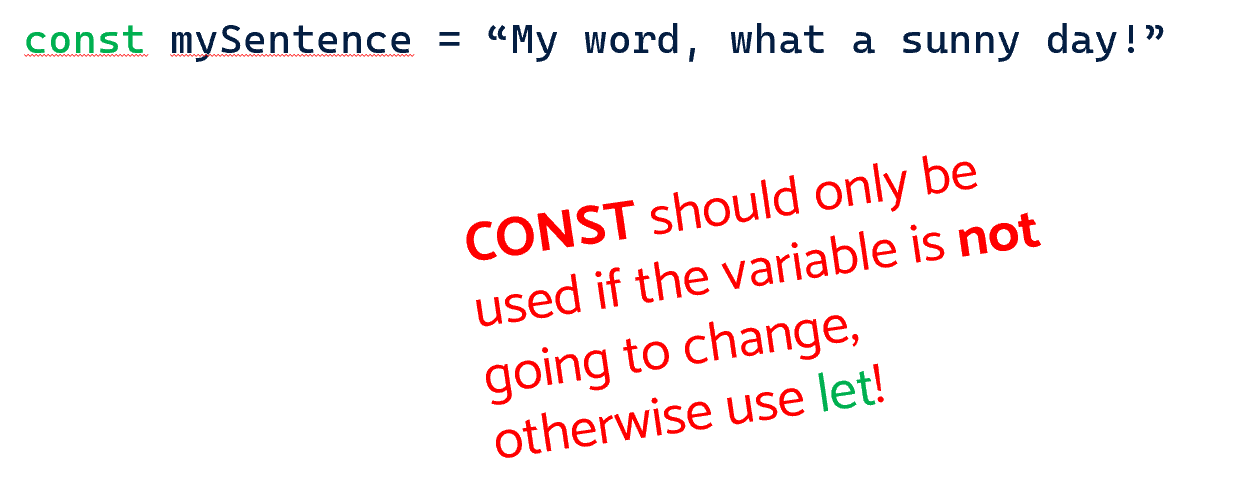 const mySentence = “My word, what a sunny day!”
CONST should only be
used if the variable is not
going to change,
otherwise use let!